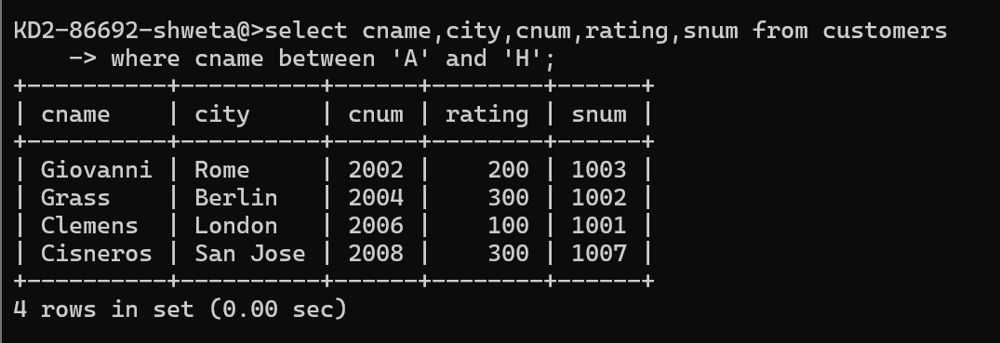 KD2-86692-shweta@>select cname,city,cnum,rating,snum from customers
    -> where cname between 'A' and 'H';
+----------+----------+------+--------+------+
| cname    | city     | cnum | rating | snum |
+----------+----------+------+--------+------+
| Giovanni | Rome     | 2002 |    200 | 1003 |
| Grass    | Berlin   | 2004 |    300 | 1002 |
| Clemens  | London   | 2006 |    100 | 1001 |
| Cisneros | San Jose | 2008 |    300 | 1007 |
+----------+----------+------+--------+------+
4 rows in set (0.00 sec)